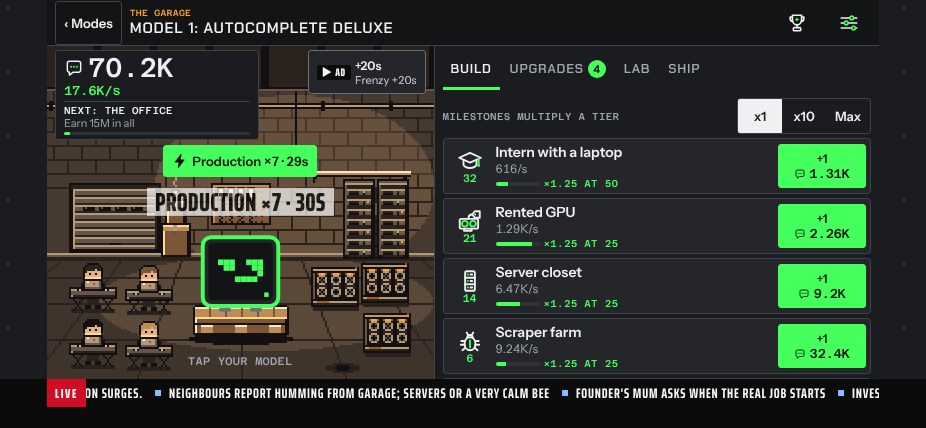 ‹ Modes
THE GARAGE
MODEL 1: AUTOCOMPLETE DELUXE
70.2K
17.6K/s
NEXT: THE OFFICE
Earn 15M in all
AD
+20s
Frenzy +20s
Production ×7 · 29s
PRODUCTION ×7 · 30S
TAP YOUR MODEL
BUILD
UPGRADES 4
LAB
SHIP
MILESTONES MULTIPLY A TIER
x1
x10
Max
Intern with a laptop
616/s
32
×1.25 AT 50
+1
1.31K
Rented GPU
1.29K/s
21
×1.25 AT 25
+1
2.26K
Server closet
6.47K/s
14
×1.25 AT 25
+1
9.2K
Scraper farm
9.24K/s
6
×1.25 AT 25
+1
32.4K
LIVE
ON SURGES. NEIGHBOURS REPORT HUMMING FROM GARAGE; SERVERS OR A VERY CALM BEE FOUNDER'S MUM ASKS WHEN THE REAL JOB STARTS INVES